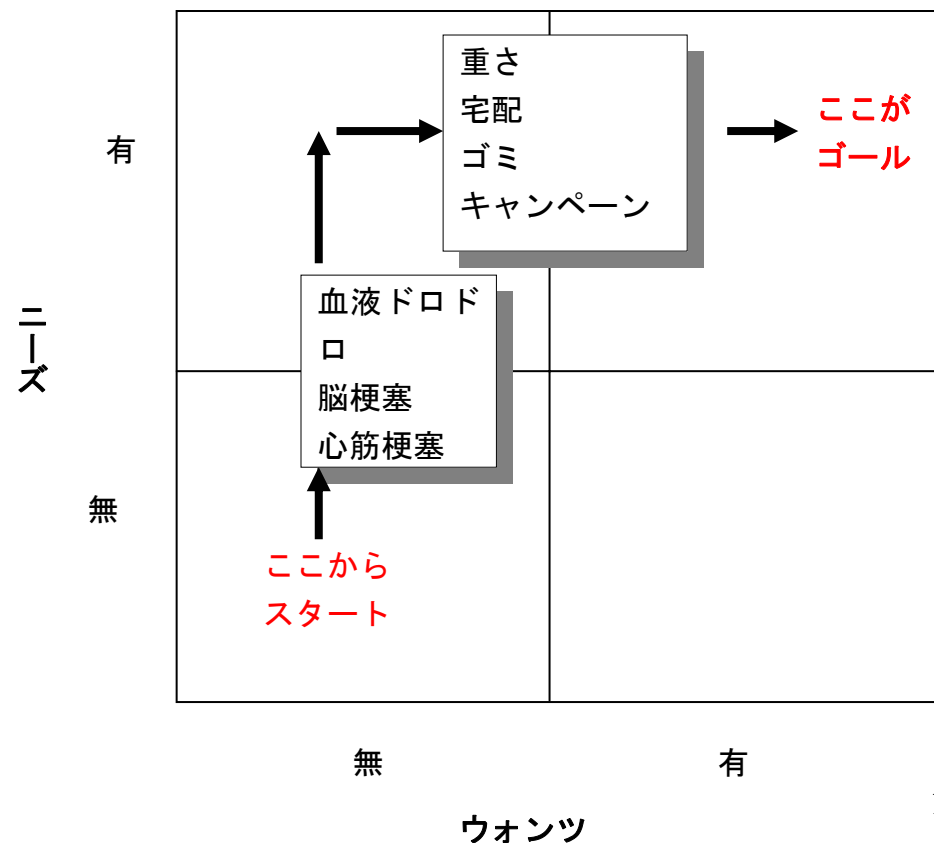 重さ
宅配
ゴミ
キャンペーン
ここが
ゴール
有
血液ドロド
ロ
脳梗塞
心筋梗塞
ニーズ
無
ここから
スタート
無
有
ウォンツ